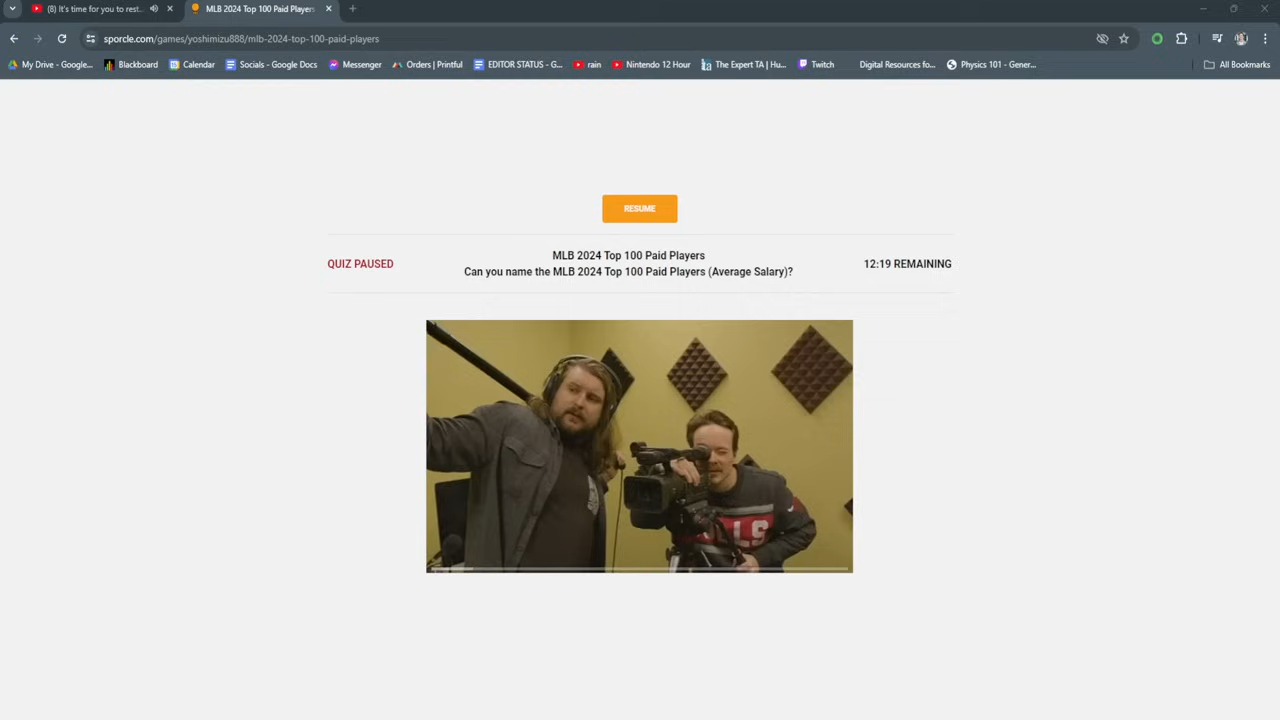 (8) It's time for you to rest.
MLB 2024 Top 100 Paid Players
sporcle.com/games/yoshimizu888/mlb-2024-top-100-paid-players
My Drive - Google...
Blackboard
Calendar
Socials - Google Docs
Messenger
Orders | Printful
EDITOR STATUS - G...
rain
Nintendo 12 Hour
The Expert TA | Hu...
Twitch
Digital Resources fo...
Physics 101 - Gener...
All Bookmarks
RESUME
QUIZ PAUSED
MLB 2024 Top 100 Paid Players
Can you name the MLB 2024 Top 100 Paid Players (Average Salary)?
12:19 REMAINING